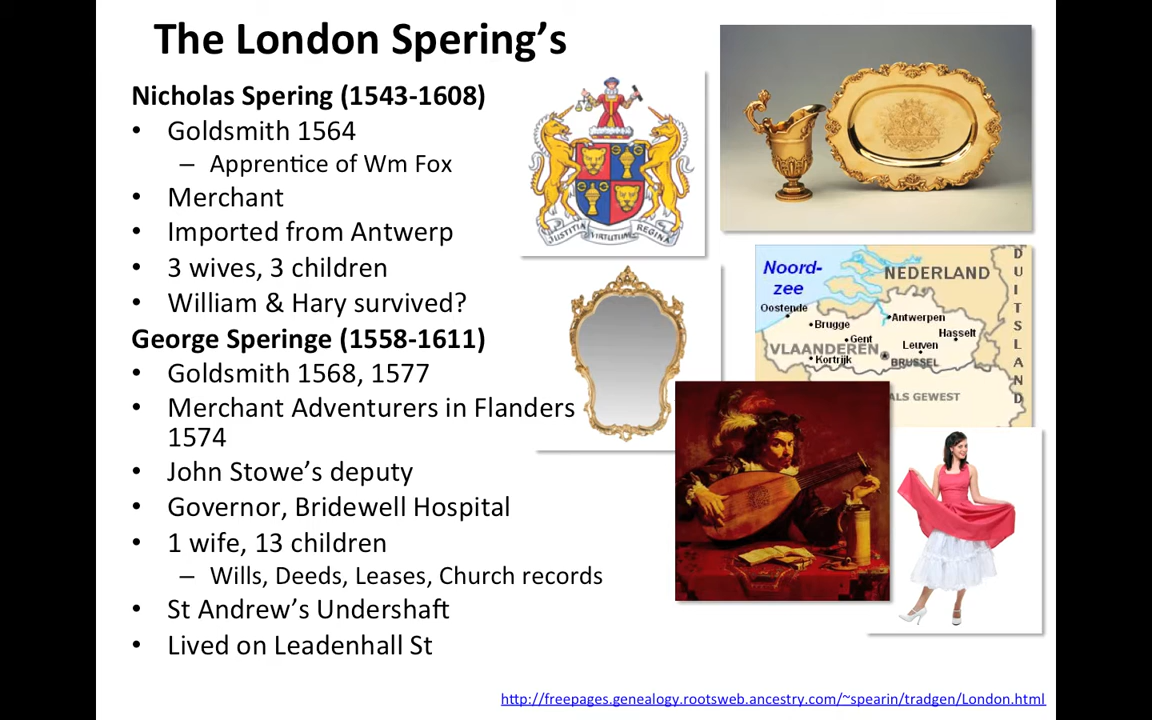 The London Spering's
Nicholas Spering (1543-1608)
• Goldsmith 1564
– Apprentice of Wm Fox
• Merchant
• Imported from Antwerp
• 3 wives, 3 children
• William & Hary survived?
George Speringe (1558-1611)
• Goldsmith 1568, 1577
• Merchant Adventurers in Flanders
1574
• John Stowe's deputy
• Governor, Bridewell Hospital
• 1 wife, 13 children
– Wills, Deeds, Leases, Church records
• St Andrew's Undershaft
• Lived on Leadenhall St
JUSTITIA VIRTUTUM REGINA
Noord-
zee
NEDERLAND
DUITSLAND
Oostende
Brugge
Antwerpen
Gent
Hasselt
Leuven
VLAANDEREN
BRUSSEL
Kortrijk
ALS GEWEST
http://freepages.genealogy.rootsweb.ancestry.com/~spearin/tradgen/London.html